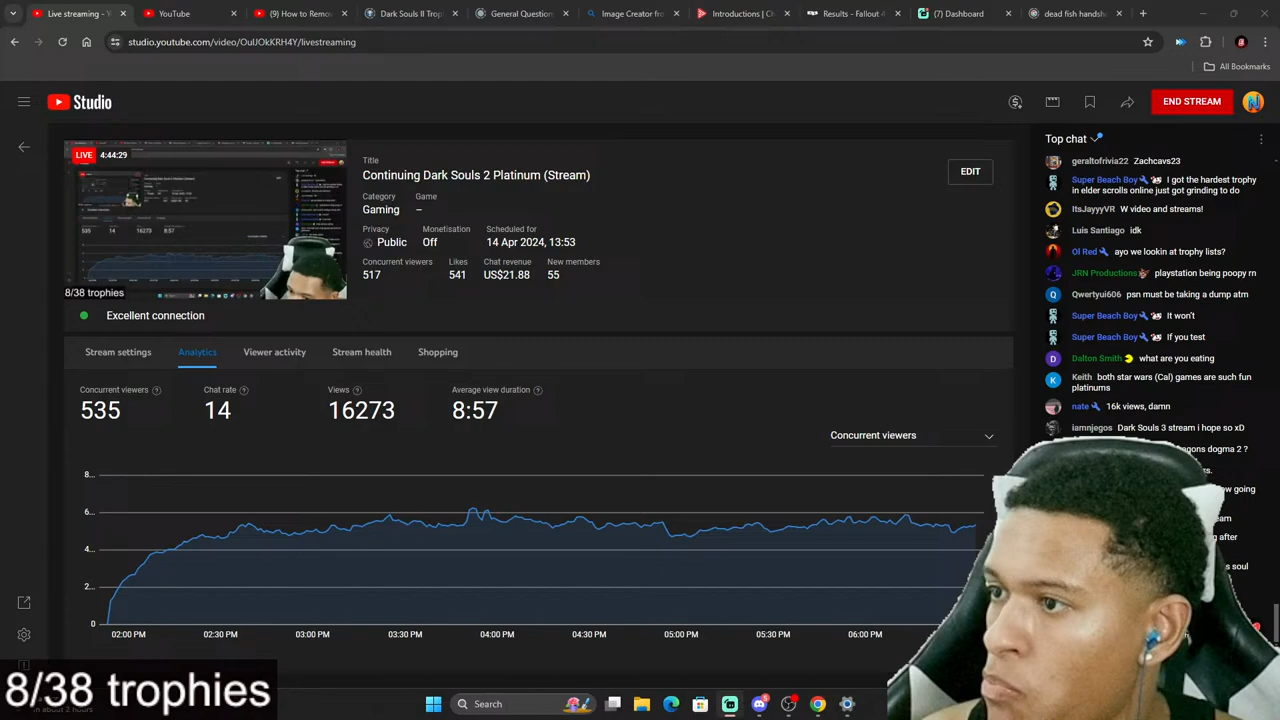 Live streaming - Y
YouTube
(9) How to Remo
Dark Souls II Trop
General Question
Image Creator fro
Introductions | Ch
Results - Fallout 4
(7) Dashboard
dead fish handsh
studio.youtube.com/video/OulJOkKRH4Y/livestreaming
All Bookmarks
Studio
END STREAM
LIVE 4:44:29
8/38 trophies
Title
Continuing Dark Souls 2 Platinum (Stream)
EDIT
Category Game
Gaming –
Privacy Monetisation Scheduled for
Public Off 14 Apr 2024, 13:53
Concurrent viewers Likes Chat revenue New members
517 541 US$21.88 55
Excellent connection
Stream settings Analytics Viewer activity Stream health Shopping
Concurrent viewers Chat rate Views Average view duration
535 14 16273 8:57
Concurrent viewers
8...
6...
4...
2...
0
02:00 PM 02:30 PM 03:00 PM 03:30 PM 04:00 PM 04:30 PM 05:00 PM 05:30 PM 06:00 PM
Top chat
geraltofrivia22 Zachcavs23
Super Beach Boy I got the hardest trophy
in elder scrolls online just got grinding to do
ItsJayyyVR W video and streams!
Luis Santiago idk
Ol Red ayo we lookin at trophy lists?
JRN Productions playstation being poopy rn
Qwertyui606 psn must be taking a dump atm
Super Beach Boy It won't
Super Beach Boy If you test
Dalton Smith what are you eating
Keith both star wars (Cal) games are such fun
platinums
nate 16k views, damn
iamnjegos Dark Souls 3 stream i hope so xD
dogma 2 ?
going
after
soul
8/38 trophies
Search